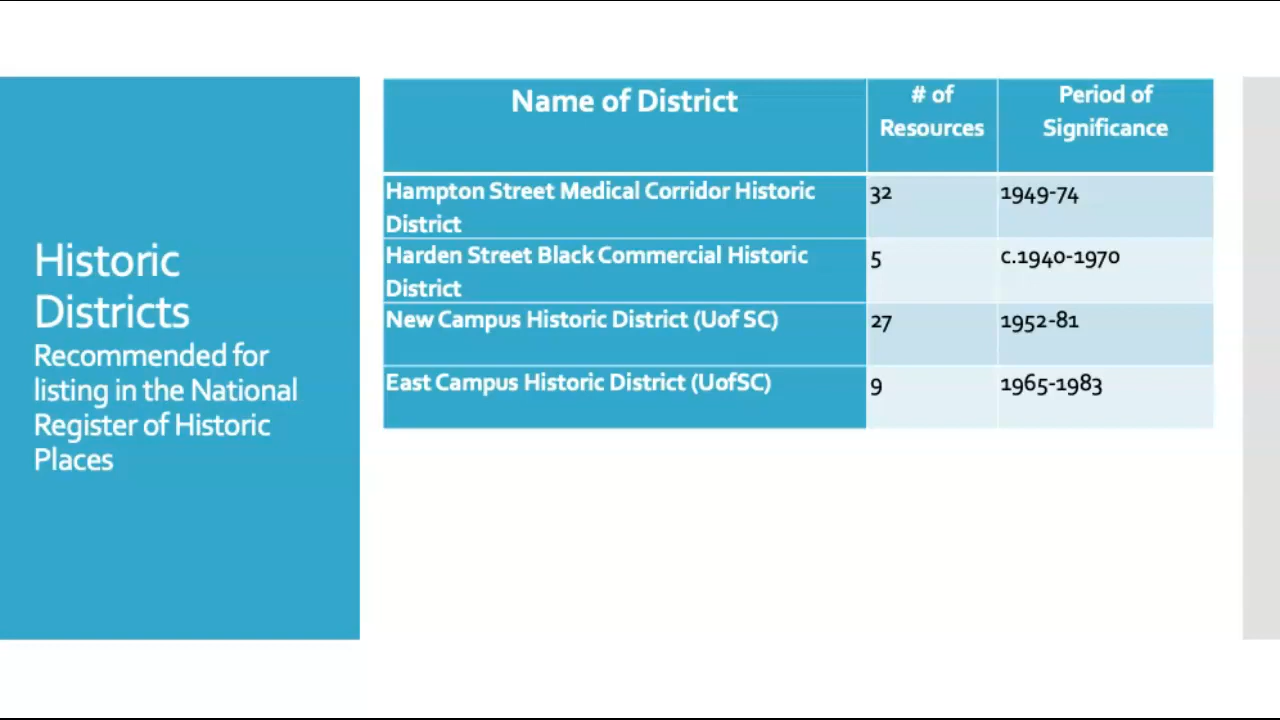 Historic
Districts
Recommended for
listing in the National
Register of Historic
Places
Name of District
# of
Resources
Period of
Significance
Hampton Street Medical Corridor Historic
District
32
1949-74
Harden Street Black Commercial Historic
District
5
c.1940-1970
New Campus Historic District (Uof SC)
27
1952-81
East Campus Historic District (UofSC)
9
1965-1983